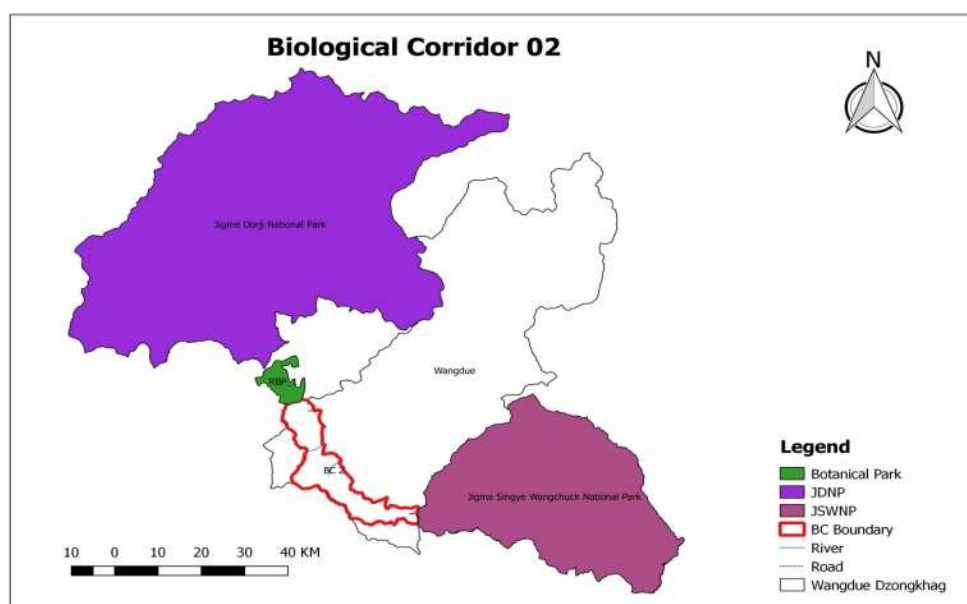 Biological Corridor 02
N
Jigme Dorji National Park
Wangdue
RBP
BC 2
Jigme Singye Wangchuck National Park
Legend
Botanical Park
JDNP
JSWNP
BC Boundary
River
Road
Wangdue Dzongkhag
10 0 10 20 30 40 KM